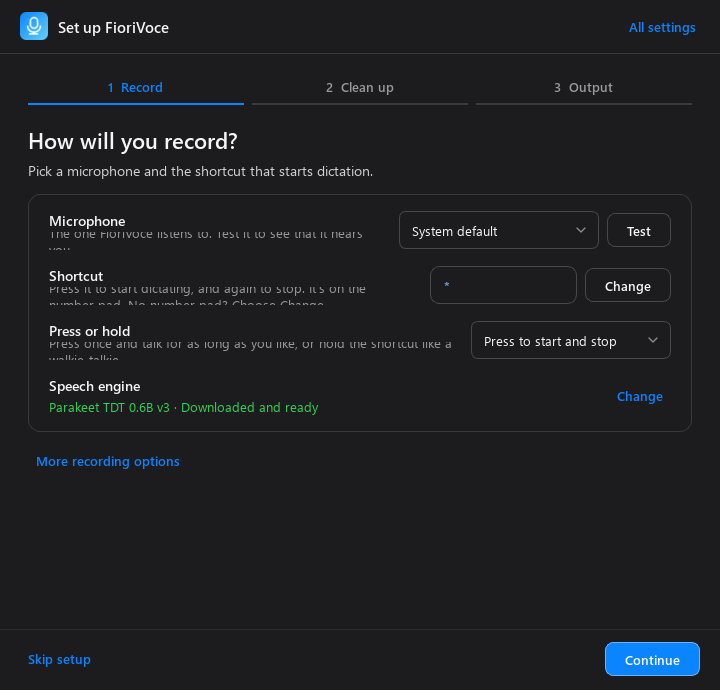 Set up FioriVoce
All settings
1 Record
2 Clean up
3 Output
How will you record?
Pick a microphone and the shortcut that starts dictation.
Microphone
The one FioriVoce listens to. Test it to see that it hears
you.
System default
Test
Shortcut
Press it to start dictating, and again to stop. It's on the
number pad. No number pad? Choose Change.
*
Change
Press or hold
Press once and talk for as long as you like, or hold the shortcut like a
walkie-talkie.
Press to start and stop
Speech engine
Parakeet TDT 0.6B v3 · Downloaded and ready
Change
More recording options
Skip setup
Continue